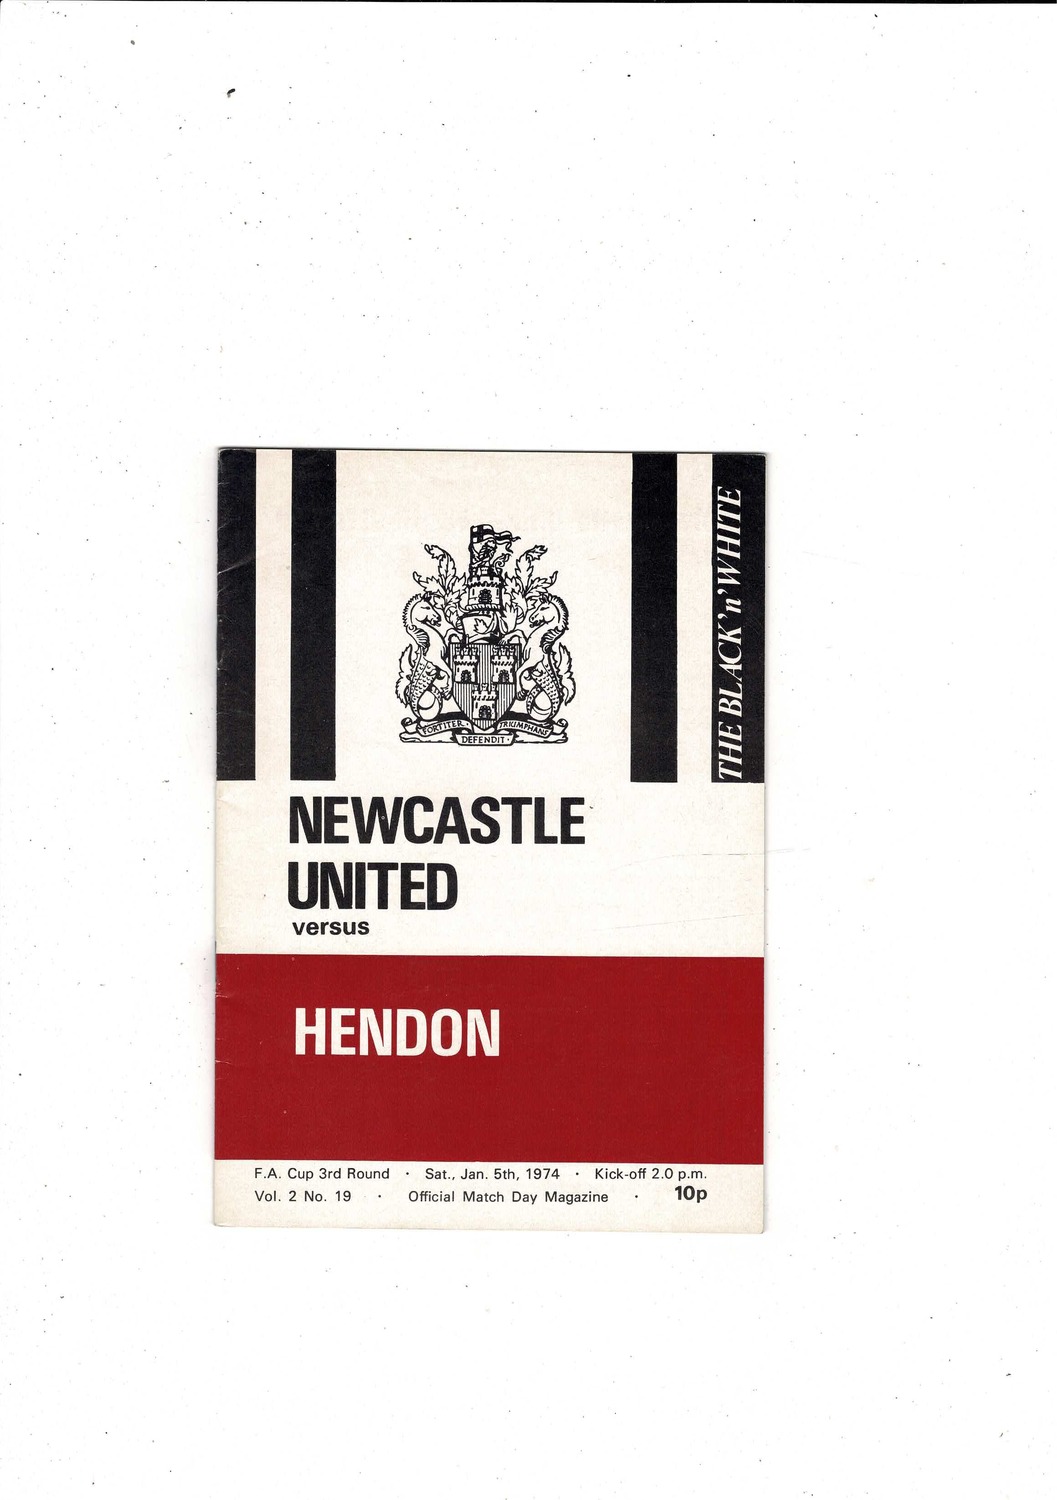 THE BLACK 'n' WHITE
FORTITER · DEFENDIT · TRIUMPHANS
NEWCASTLE
UNITED
versus
HENDON
F.A. Cup 3rd Round · Sat., Jan. 5th, 1974 · Kick-off 2.0 p.m.
Vol. 2 No. 19 · Official Match Day Magazine · 10p